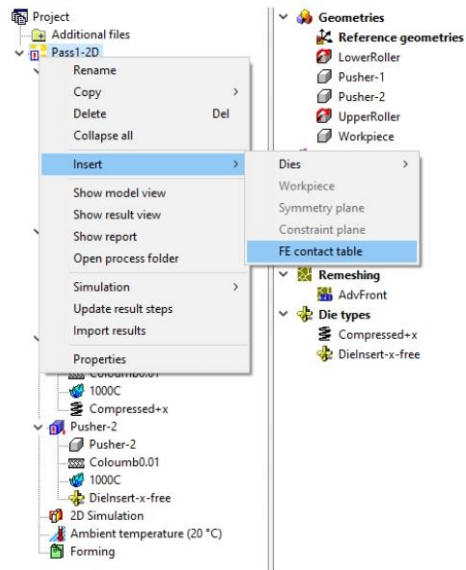 Project
Additional files
Pass1-2D
Rename
Copy
Delete Del
Collapse all
Insert
Show model view
Show result view
Show report
Open process folder
Simulation
Update result steps
Import results
Properties
Dies
Workpiece
Symmetry plane
Constraint plane
FE contact table
Coloumb0.01
1000C
Compressed+x
Pusher-2
Pusher-2
Coloumb0.01
1000C
DieInsert-x-free
2D Simulation
Ambient temperature (20 °C)
Forming
Geometries
Reference geometries
LowerRoller
Pusher-1
Pusher-2
UpperRoller
Workpiece
Remeshing
AdvFront
Die types
Compressed+x
DieInsert-x-free